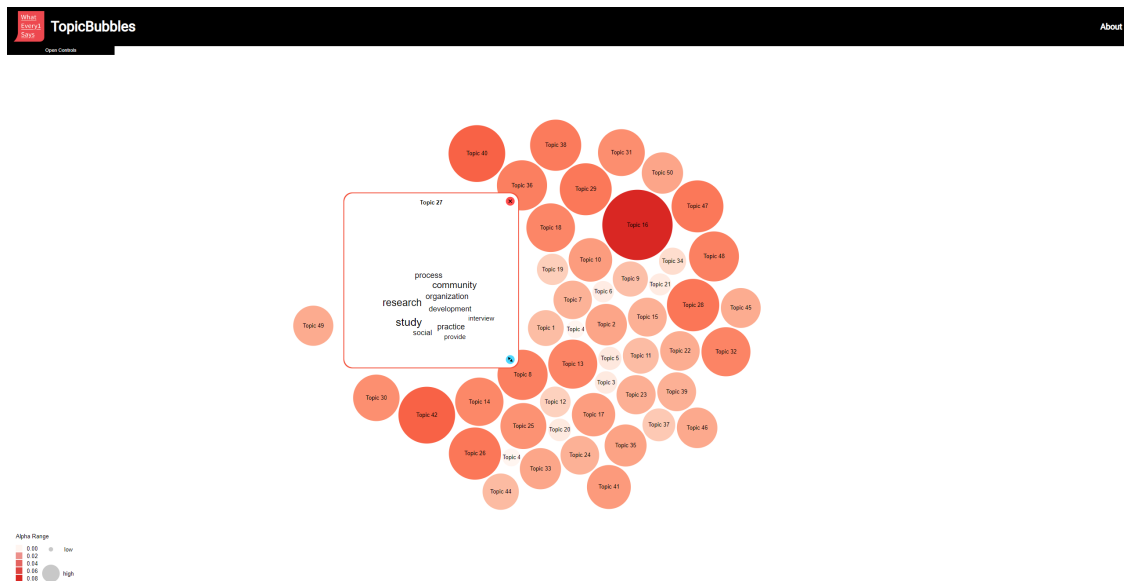 What
Every1
Says
TopicBubbles
About
Open Controls
Topic 40
Topic 38
Topic 31
Topic 50
Topic 36
Topic 29
Topic 47
Topic 27
Topic 18
Topic 16
Topic 48
Topic 10
Topic 34
Topic 19
Topic 9
Topic 21
process
community
Topic 6
organization
Topic 7
research
Topic 28
Topic 45
development
interview
Topic 15
study
Topic 2
Topic 49
practice
Topic 1
Topic 4
social
provide
Topic 22
Topic 32
Topic 11
Topic 5
Topic 13
Topic 8
Topic 3
Topic 39
Topic 23
Topic 30
Topic 14
Topic 12
Topic 42
Topic 17
Topic 37
Topic 25
Topic 46
Topic 20
Topic 35
Topic 26
Topic 24
Topic 4
Topic 33
Topic 41
Topic 44
Alpha Range
0.00
low
0.02
0.04
0.06
high
0.08